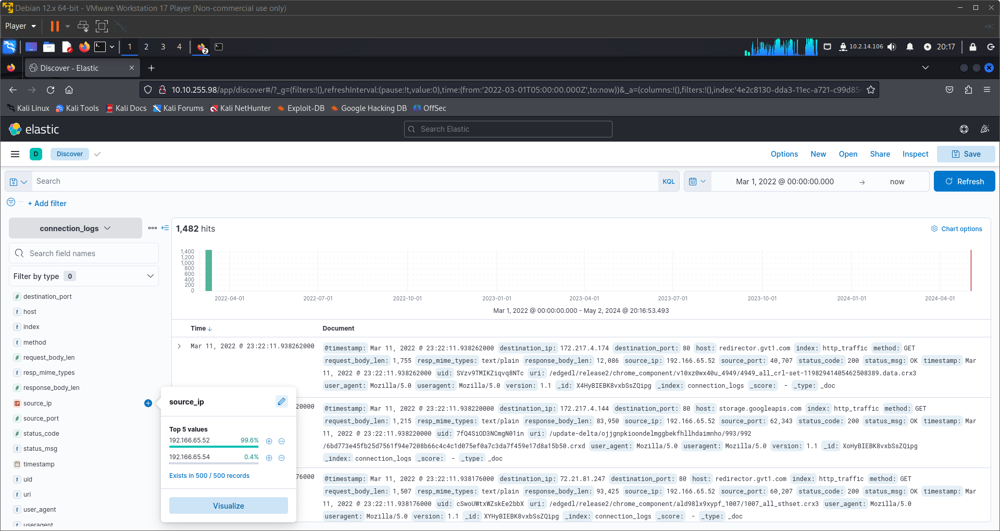 Debian 12.x 64-bit - VMware Workstation 17 Player (Non-commercial use only)
Player
1 2 3 4 2 10.2.14.106 20:17
Discover - Elastic
10.10.255.98/app/discover#/?_g=(filters:!(),refreshInterval:(pause:!t,value:0),time:(from:'2022-03-01T05:00:00.000Z',to:now))&_a=(columns:!(),filters:!(),index:'4e2c8130-dda3-11ec-a721-c99d85
Kali Linux Kali Tools Kali Docs Kali Forums Kali NetHunter Exploit-DB Google Hacking DB OffSec
elastic Search Elastic
D Discover Options New Open Share Inspect Save
Search KQL Mar 1, 2022 @ 00:00:00.000 → now Refresh
+ Add filter
connection_logs
Search field names
Filter by type 0
# destination_port
t host
t index
t method
# request_body_len
t resp_mime_types
# response_body_len
IP source_ip
# source_port
# status_code
t status_msg
timestamp
t uid
t uri
t user_agent
t useragent
source_ip
Top 5 values
192.166.65.52 99.6%
192.166.65.54 0.4%
Exists in 500 / 500 records
Visualize
1,482 hits Chart options
1,400
1,200
1,000
800
600
400
200
0
2022-04-01 2022-07-01 2022-10-01 2023-01-01 2023-04-01 2023-07-01 2023-10-01 2024-01-01 2024-04-01
Mar 1, 2022 @ 00:00:00.000 - May 2, 2024 @ 20:16:53.493
Time Document
Mar 11, 2022 @ 23:22:11.938262000 @timestamp: Mar 11, 2022 @ 23:22:11.938262000 destination_ip: 172.217.4.174 destination_port: 80 host: redirector.gvt1.com index: http_traffic method: GET
request_body_len: 1,755 resp_mime_types: text/plain response_body_len: 12,086 source_ip: 192.166.65.52 source_port: 40,707 status_code: 200 status_msg: OK timestamp: Mar
11, 2022 @ 23:22:11.938262000 uid: SVzv9TMIKZiqvq8NTc uri: /edgedl/release2/chrome_component/v10xz0wx40u_4949/4949_all_crl-set-11982941405462508389.data.crx3
user_agent: Mozilla/5.0 useragent: Mozilla/5.0 version: 1.1 _id: X4HyBIEBK8vxbSsZQipg _index: connection_logs _score: - _type: _doc
20000 @timestamp: Mar 11, 2022 @ 23:22:11.938220000 destination_ip: 172.217.4.144 destination_port: 80 host: storage.googleapis.com index: http_traffic method: GET
request_body_len: 1,215 resp_mime_types: text/plain response_body_len: 83,950 source_ip: 192.166.65.52 source_port: 62,343 status_code: 200 status_msg: OK timestamp: Mar
11, 2022 @ 23:22:11.938220000 uid: 7fQ4SiOD3NCmgN01in uri: /update-delta/ojjgnpkioondelmggbekfhllhdaimnho/993/992
/6bd773e45fb25d7561f94e7208b66c4c4c1d075ef0a7c3da7f459e17d8a15b50.crxd user_agent: Mozilla/5.0 useragent: Mozilla/5.0 version: 1.1 _id: XoHyBIEBK8vxbSsZQipg
_index: connection_logs _score: - _type: _doc
76000 @timestamp: Mar 11, 2022 @ 23:22:11.938176000 destination_ip: 72.21.81.247 destination_port: 80 host: redirector.gvt1.com index: http_traffic method: GET
request_body_len: 1,507 resp_mime_types: text/plain response_body_len: 93,425 source_ip: 192.166.65.52 source_port: 60,207 status_code: 200 status_msg: OK timestamp: Mar
11, 2022 @ 23:22:11.938176000 uid: cSwoUWtxWZskEe2bbX uri: /edgedl/release2/chrome_component/ald98lx9xypf_1007/1007_all_sthset.crx3 user_agent: Mozilla/5.0
useragent: Mozilla/5.0 version: 1.1 _id: XYHyBIEBK8vxbSsZQipg _index: connection_logs _score: - _type: _doc